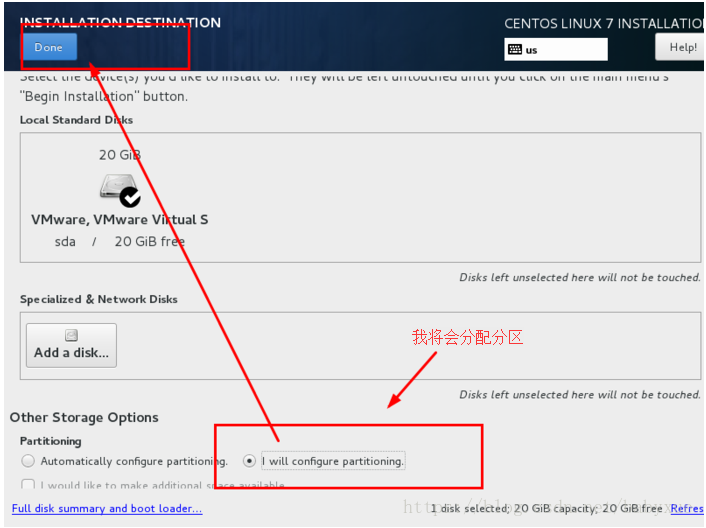 INSTALLATION DESTINATION
CENTOS LINUX 7 INSTALLATION
Done
us
Help!
Select the device(s) you'd like to install to. They will be left untouched until you click on the main menu's
"Begin Installation" button.
Local Standard Disks
20 GiB
VMware, VMware Virtual S
sda / 20 GiB free
Disks left unselected here will not be touched.
Specialized & Network Disks
Add a disk...
我将会分配分区
Disks left unselected here will not be touched.
Other Storage Options
Partitioning
Automatically configure partitioning.
I will configure partitioning.
I would like to make additional space available.
Full disk summary and boot loader...
1 disk selected; 20 GiB capacity; 20 GiB free
Refres